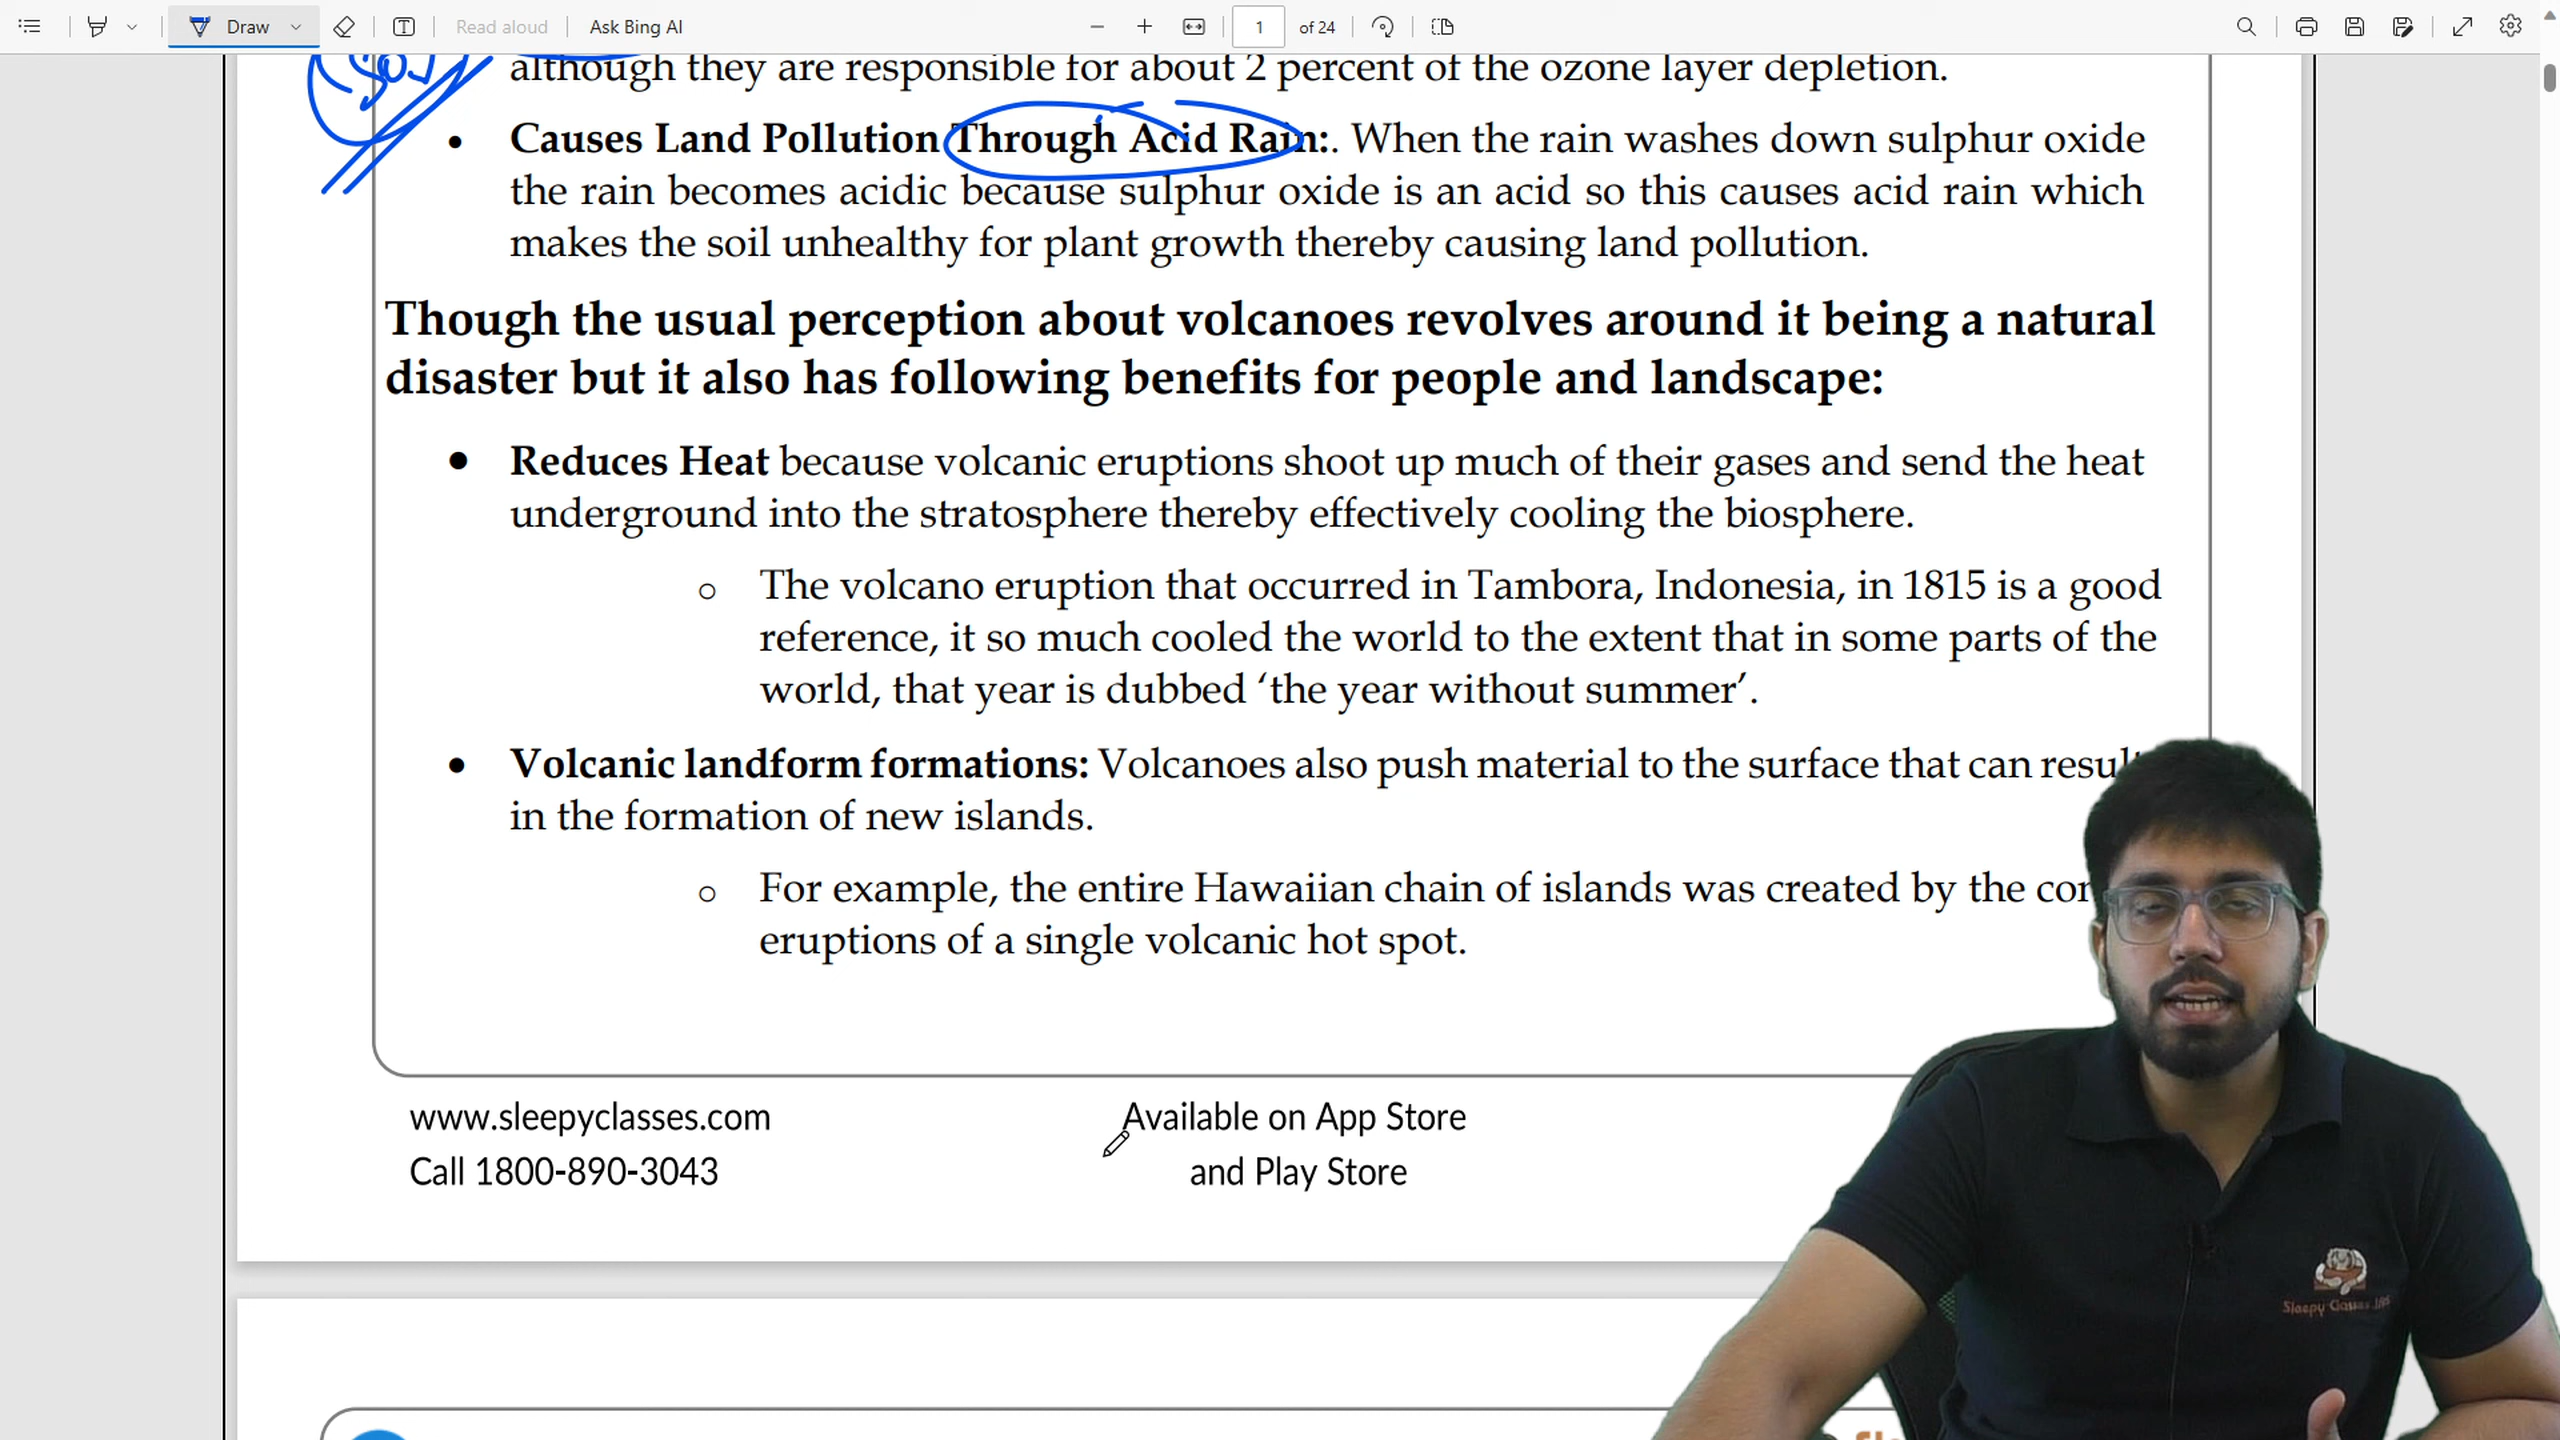 Draw
Read aloud
Ask Bing AI
1
of 24
although they are responsible for about 2 percent of the ozone layer depletion.
• Causes Land Pollution Through Acid Rain:. When the rain washes down sulphur oxide
the rain becomes acidic because sulphur oxide is an acid so this causes acid rain which
makes the soil unhealthy for plant growth thereby causing land pollution.
Though the usual perception about volcanoes revolves around it being a natural
disaster but it also has following benefits for people and landscape:
• Reduces Heat because volcanic eruptions shoot up much of their gases and send the heat
underground into the stratosphere thereby effectively cooling the biosphere.
o The volcano eruption that occurred in Tambora, Indonesia, in 1815 is a good
reference, it so much cooled the world to the extent that in some parts of the
world, that year is dubbed ‘the year without summer’.
• Volcanic landform formations: Volcanoes also push material to the surface that can result
in the formation of new islands.
o For example, the entire Hawaiian chain of islands was created by the
eruptions of a single volcanic hot spot.
www.sleepyclasses.com
Call 1800-890-3043
Available on App Store
and Play Store
Sleepy Classes